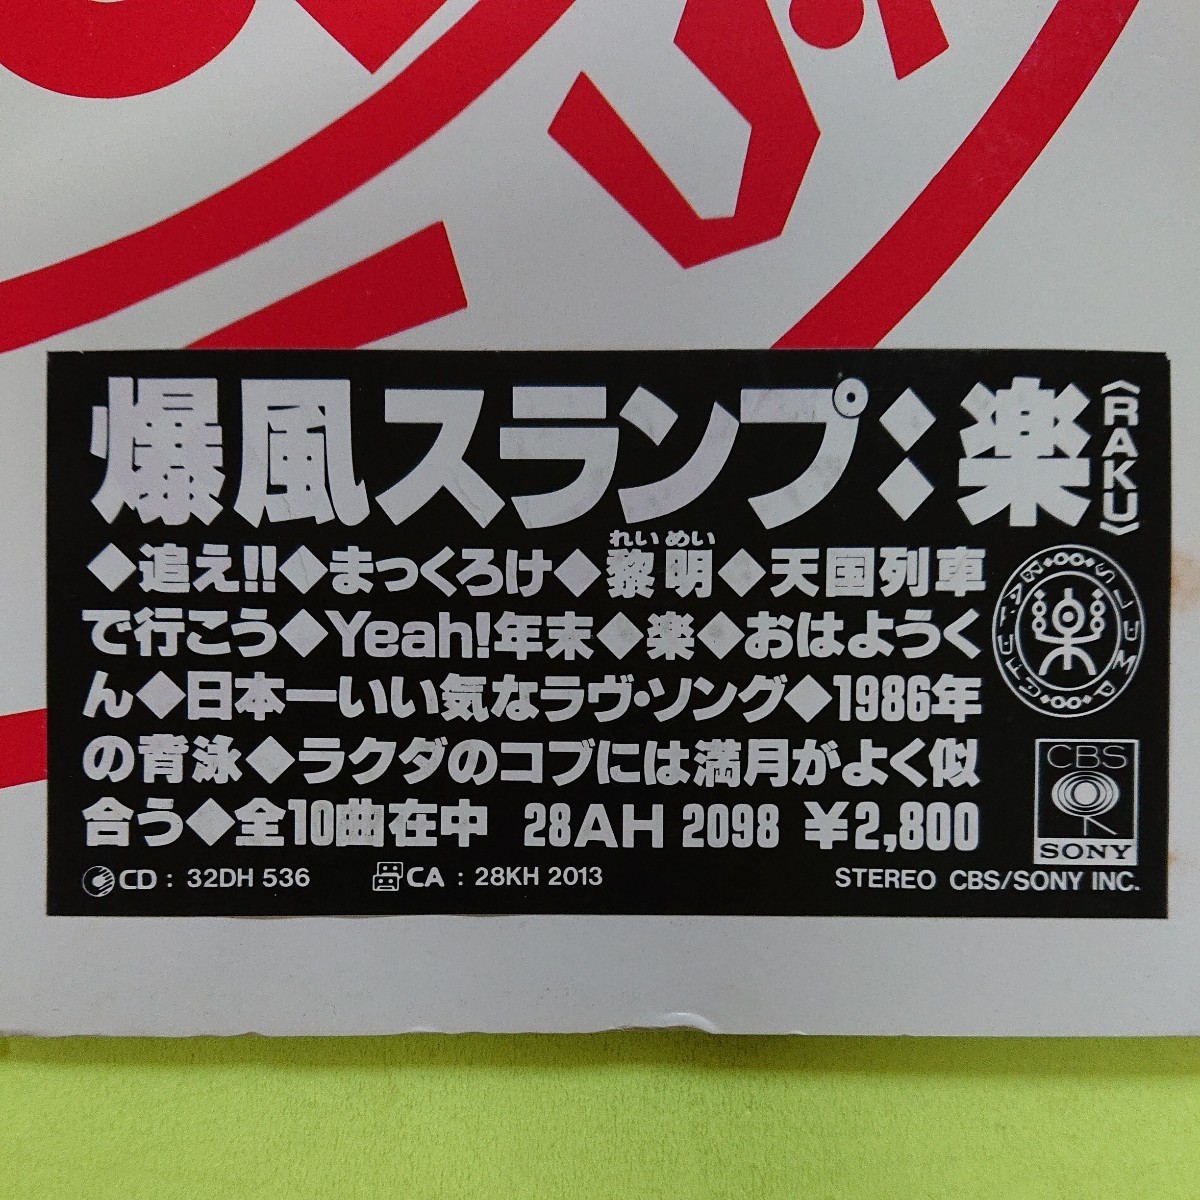 爆風スランプ:楽《RAKU》
れいめい
◆追え!!◆まっくろけ◆黎明◆天国列車
で行こう◆Yeah!年末◆楽◆おはようく
ん◆日本一いい気なラヴ・ソング◆1986年
の背泳◆ラクダのコブには満月がよく似
合う◆全10曲在中 28AH 2098 ¥2,800
CD : 32DH 536 CA : 28KH 2013 STEREO CBS/SONY INC.
CBS
SONY